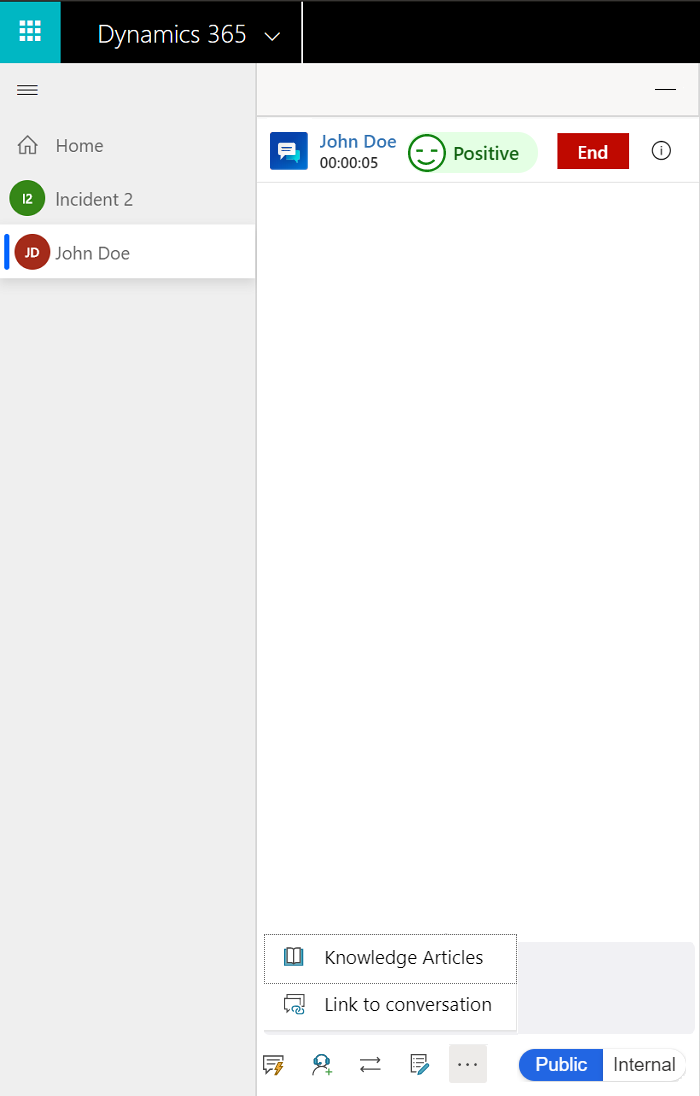 Dynamics 365
Home
I2 Incident 2
JD John Doe
John Doe
00:00:05
Positive
End
Knowledge Articles
Link to conversation
Public
Internal